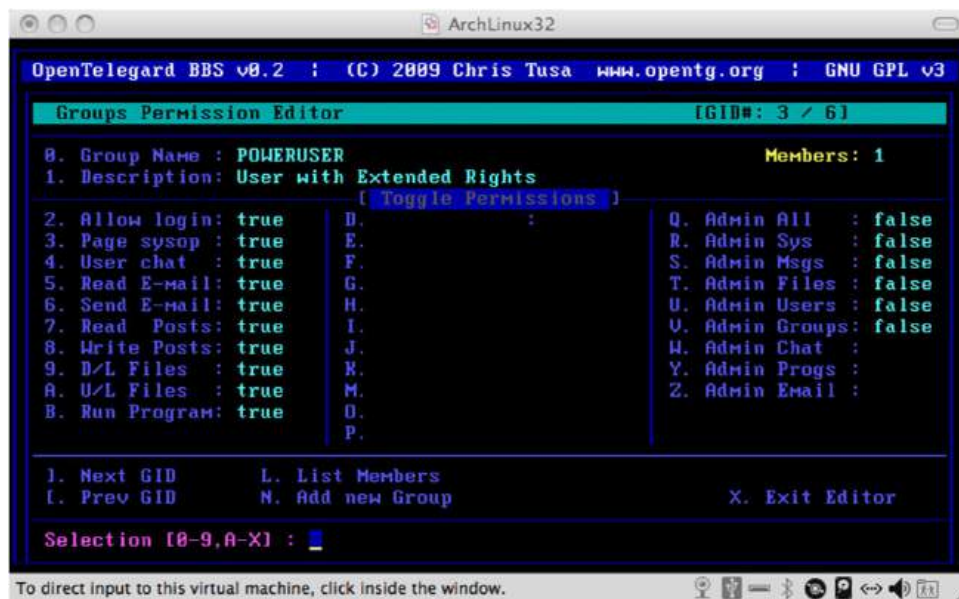 ArchLinux32
OpenTelegard BBS v0.2 : (C) 2009 Chris Tusa www.opentg.org : GNU GPL v3
Groups Permission Editor [GID#: 3 / 6]
0. Group Name : POWERUSER Members: 1
1. Description: User with Extended Rights
[ Toggle Permissions ]
2. Allow login: true D. : Q. Admin All : false
3. Page sysop : true E. R. Admin Sys : false
4. User chat : true F. S. Admin Msgs : false
5. Read E-mail: true G. T. Admin Files : false
6. Send E-mail: true H. U. Admin Users : false
7. Read Posts: true I. V. Admin Groups: false
8. Write Posts: true J. W. Admin Chat :
9. D/L Files : true K. Y. Admin Progs :
A. U/L Files : true M. Z. Admin Email :
B. Run Program: true O.
P.
]. Next GID L. List Members
[. Prev GID N. Add new Group X. Exit Editor
Selection [0-9,A-X] :
To direct input to this virtual machine, click inside the window.